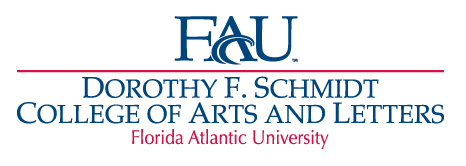 FAU
DOROTHY F. SCHMIDT
COLLEGE OF ARTS AND LETTERS
Florida Atlantic University